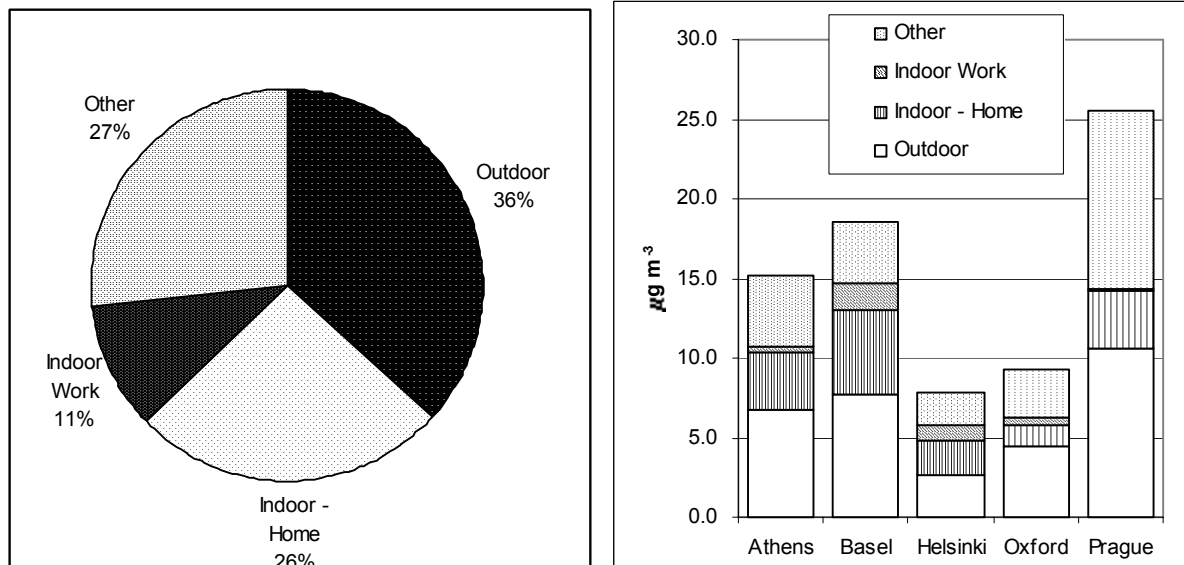 Other
27%
Outdoor
36%
Indoor
Work
11%
Indoor -
Home
26%
30.0
25.0
20.0
15.0
10.0
5.0
0.0
µg m-3
Other
Indoor Work
Indoor - Home
Outdoor
Athens
Basel
Helsinki
Oxford
Prague